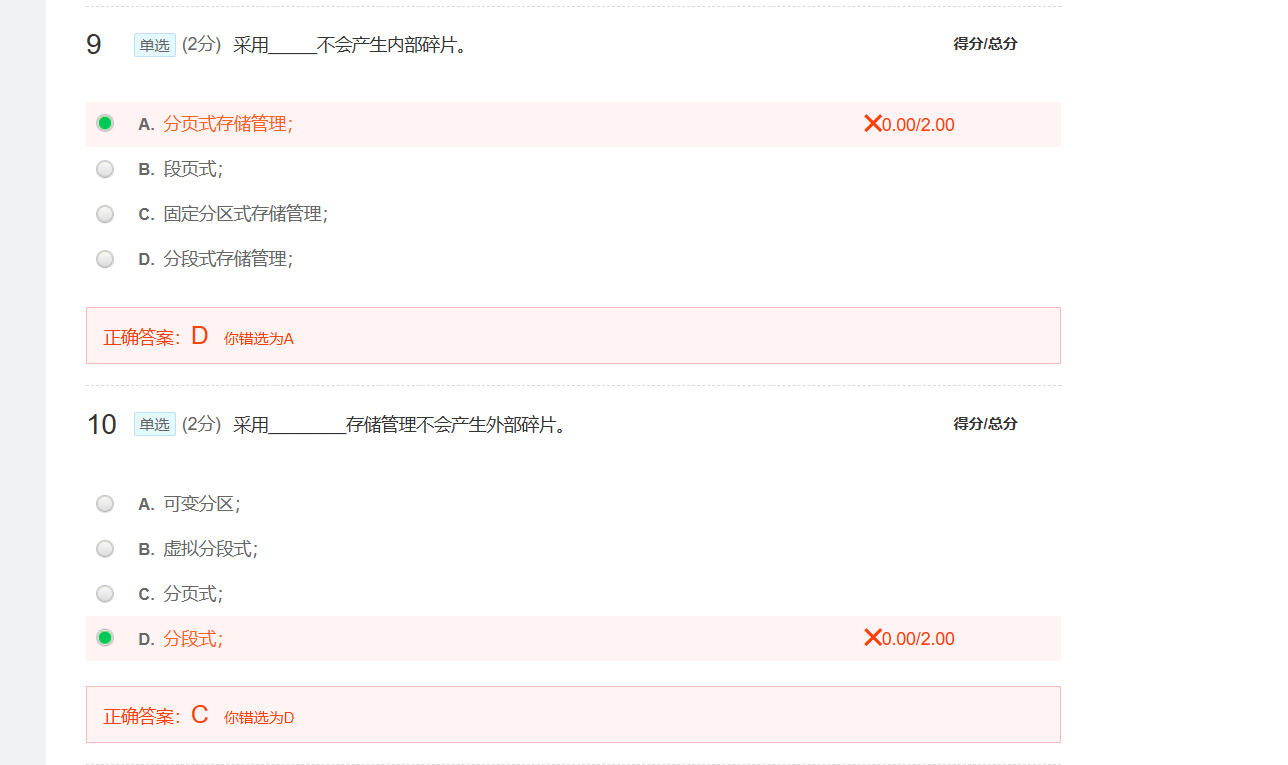 9 单选 (2分) 采用_____不会产生内部碎片。 得分/总分
A. 分页式存储管理； 0.00/2.00
B. 段页式；
C. 固定分区式存储管理；
D. 分段式存储管理；
正确答案：D 你错选为A
10 单选 (2分) 采用________存储管理不会产生外部碎片。 得分/总分
A. 可变分区；
B. 虚拟分段式；
C. 分页式；
D. 分段式； 0.00/2.00
正确答案：C 你错选为D